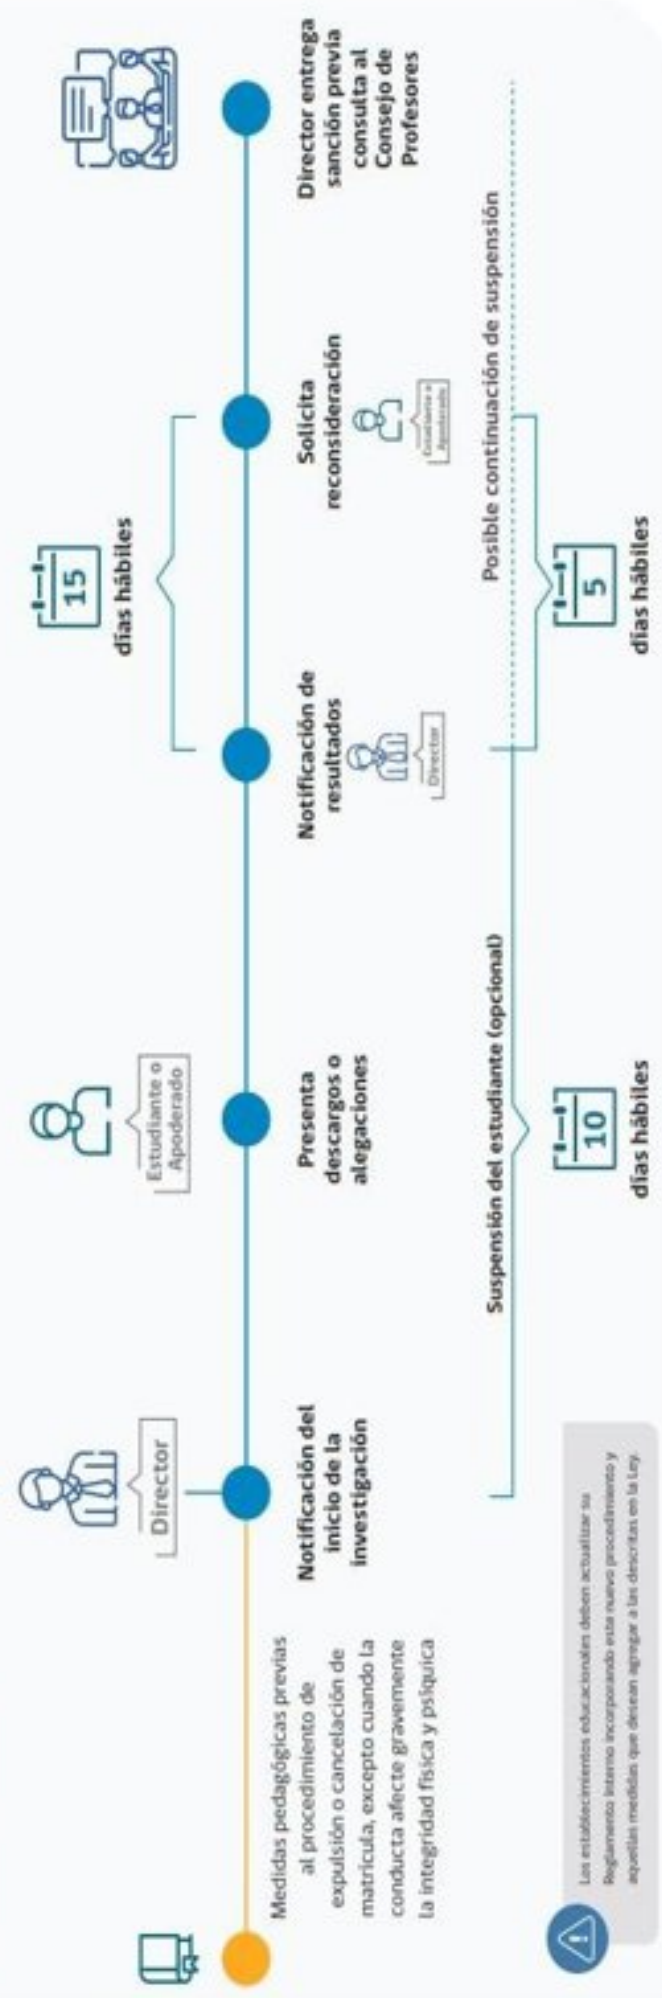 Medidas pedagógicas previas
al procedimiento de
expulsión o cancelación de
matrícula, excepto cuando la
conducta afecte gravemente
la integridad física y psíquica
Director
Notificación del
inicio de la
investigación
Estudiante o
Apoderado
Presenta
descargos o
alegaciones
Notificación de
resultados
Director
15
días hábiles
Solicita
reconsideración
Estudiante o
Apoderado
Director entrega
sanción previa
consulta al
Consejo de
Profesores
Suspensión del estudiante (opcional)
Posible continuación de suspensión
10
días hábiles
5
días hábiles
Los establecimientos educacionales deben actualizar su
Reglamento Interno incorporando este nuevo procedimiento y
aquellas medidas que desean agregar a las descritas en la Ley.